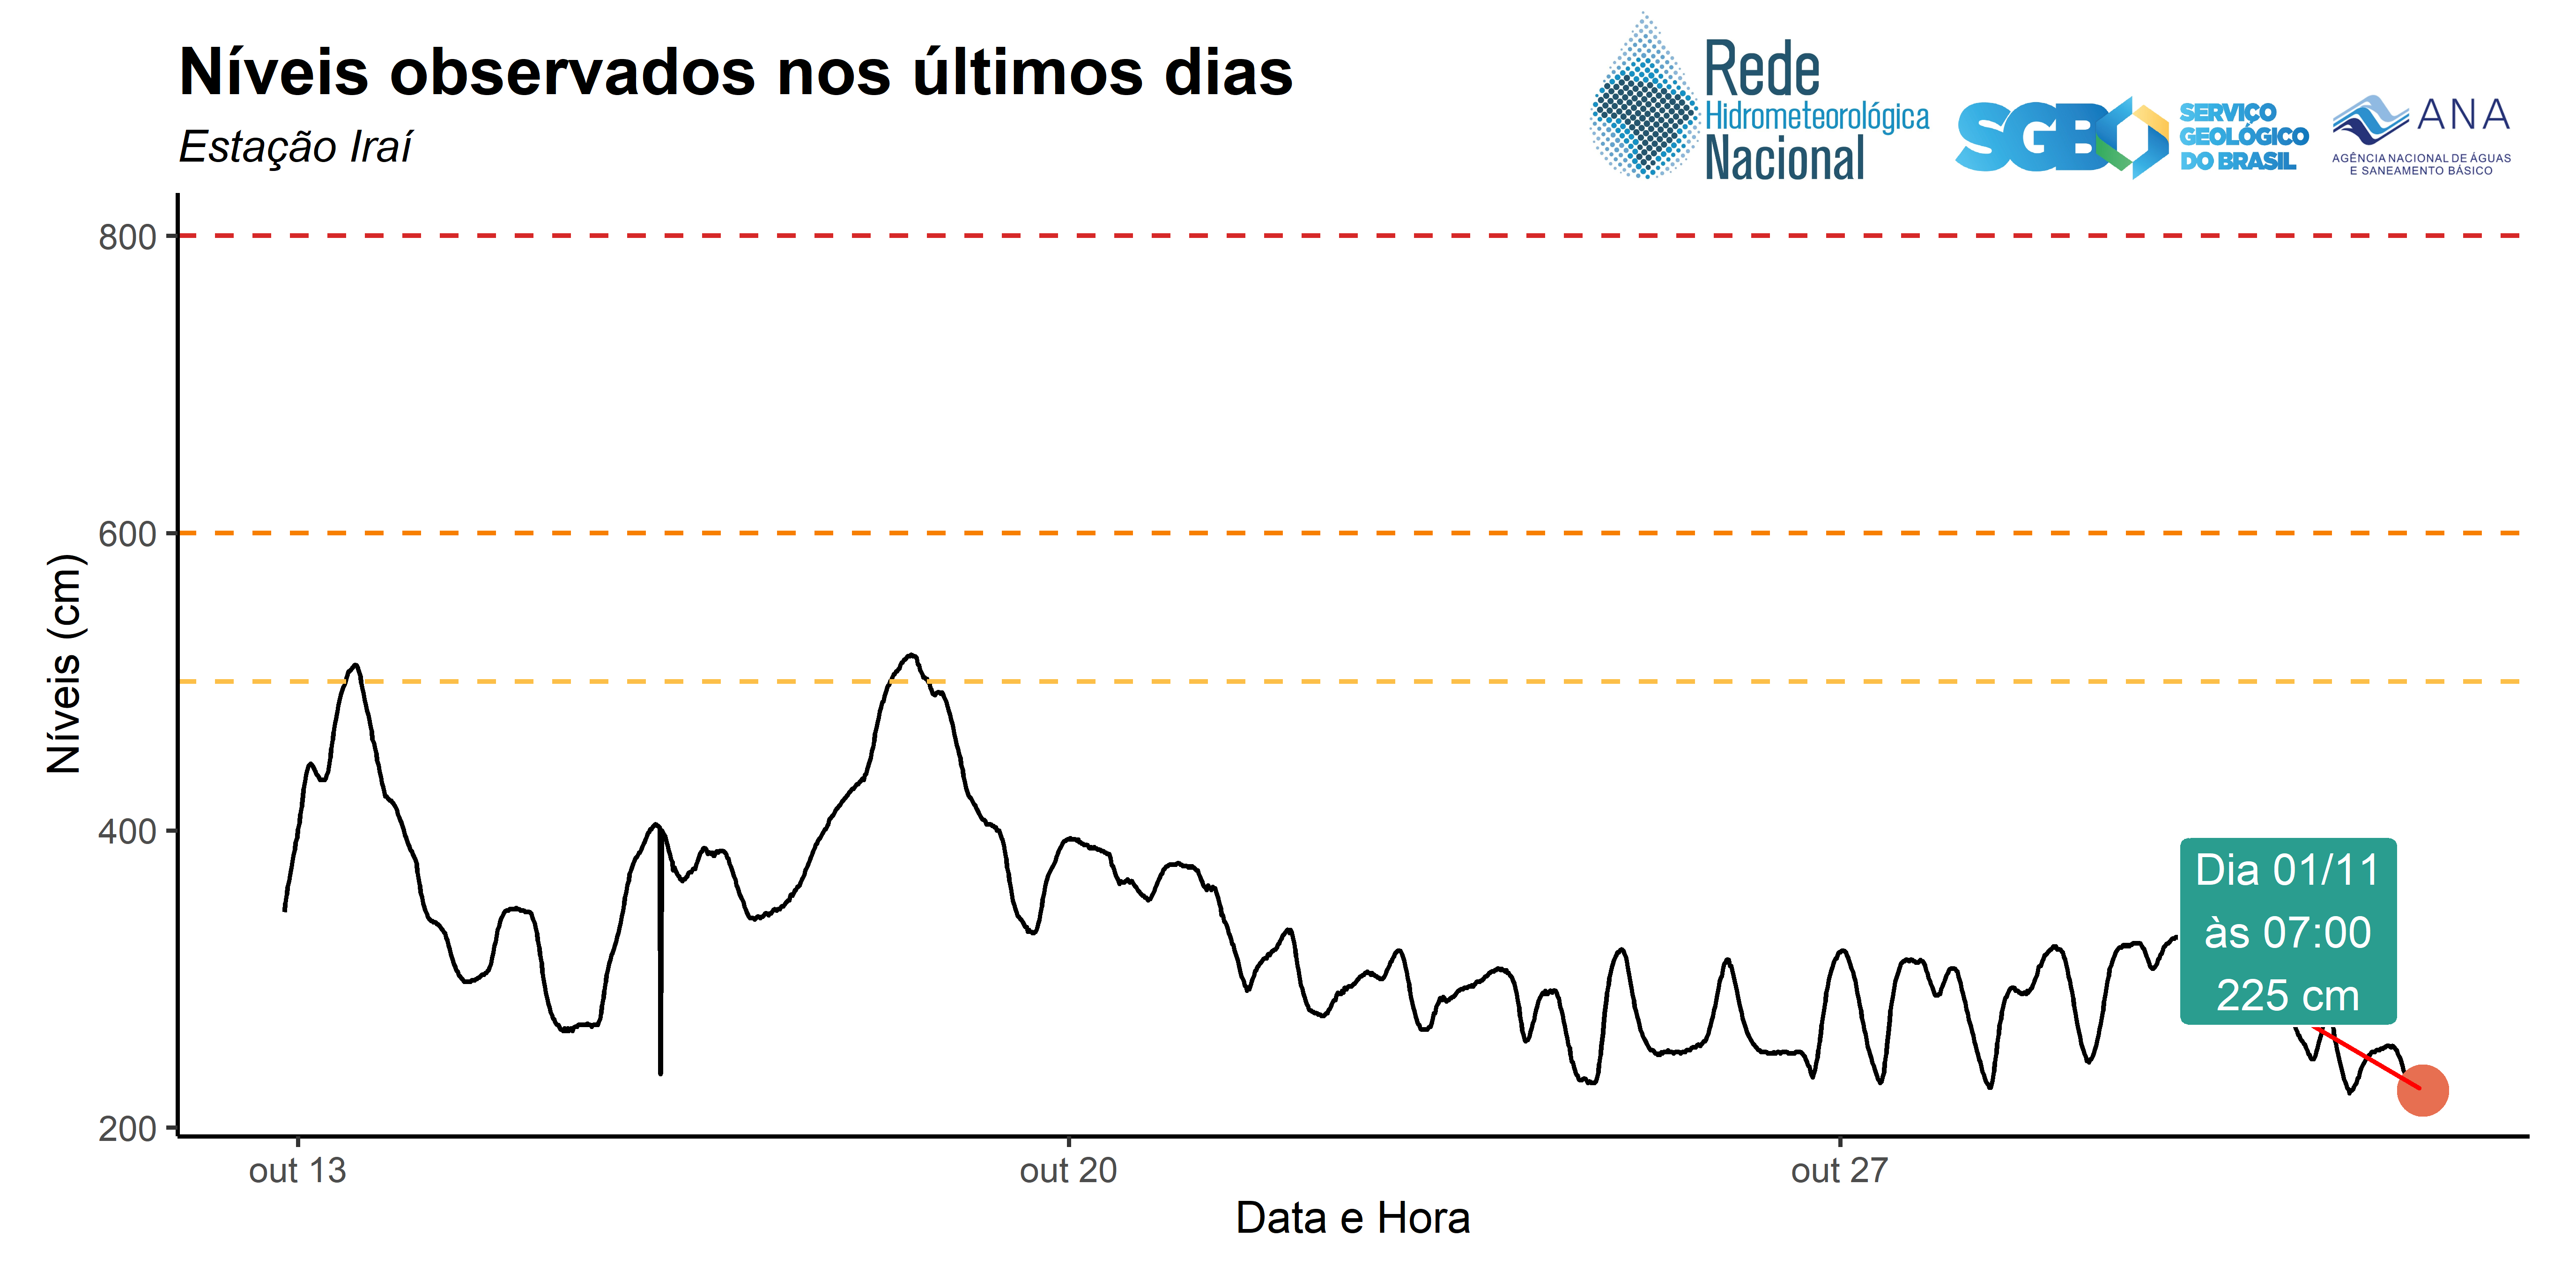 Níveis observados nos últimos dias
Estação Iraí
Rede
Hidrometeorológica
Nacional
SGB
SERVIÇO
GEOLÓGICO
DO BRASIL
ANA
AGÊNCIA NACIONAL DE ÁGUAS
E SANEAMENTO BÁSICO
Níveis (cm)
800
600
400
200
Dia 01/11
às 07:00
225 cm
out 13
out 20
out 27
Data e Hora